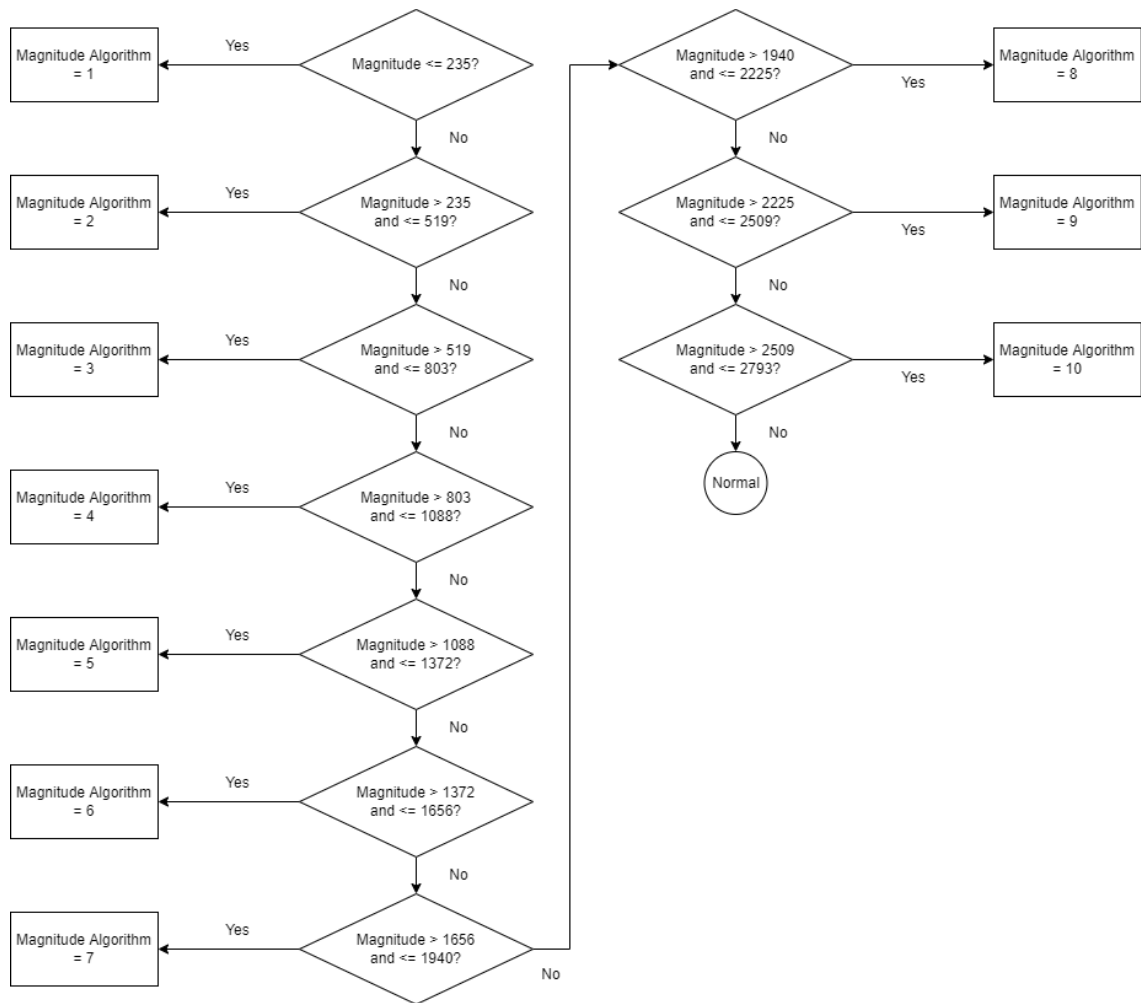 Magnitude Algorithm
= 1
Yes
Magnitude <= 235?
No
Magnitude Algorithm
= 2
Yes
Magnitude > 235
and <= 519?
No
Magnitude Algorithm
= 3
Yes
Magnitude > 519
and <= 803?
No
Magnitude Algorithm
= 4
Yes
Magnitude > 803
and <= 1088?
No
Magnitude Algorithm
= 5
Yes
Magnitude > 1088
and <= 1372?
No
Magnitude Algorithm
= 6
Yes
Magnitude > 1372
and <= 1656?
No
Magnitude Algorithm
= 7
Yes
Magnitude > 1656
and <= 1940?
No
Magnitude > 1940
and <= 2225?
Yes
Magnitude Algorithm
= 8
No
Magnitude > 2225
and <= 2509?
Yes
Magnitude Algorithm
= 9
No
Magnitude > 2509
and <= 2793?
Yes
Magnitude Algorithm
= 10
No
Normal